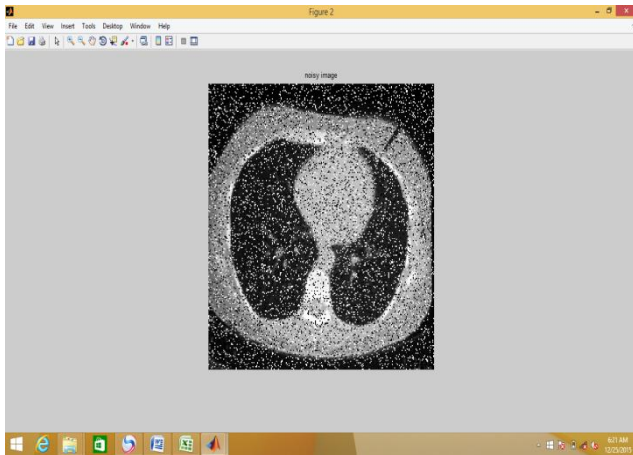 Figure 2
File Edit View Insert Tools Desktop Window Help
noisy image
6:21 AM
12/25/2015